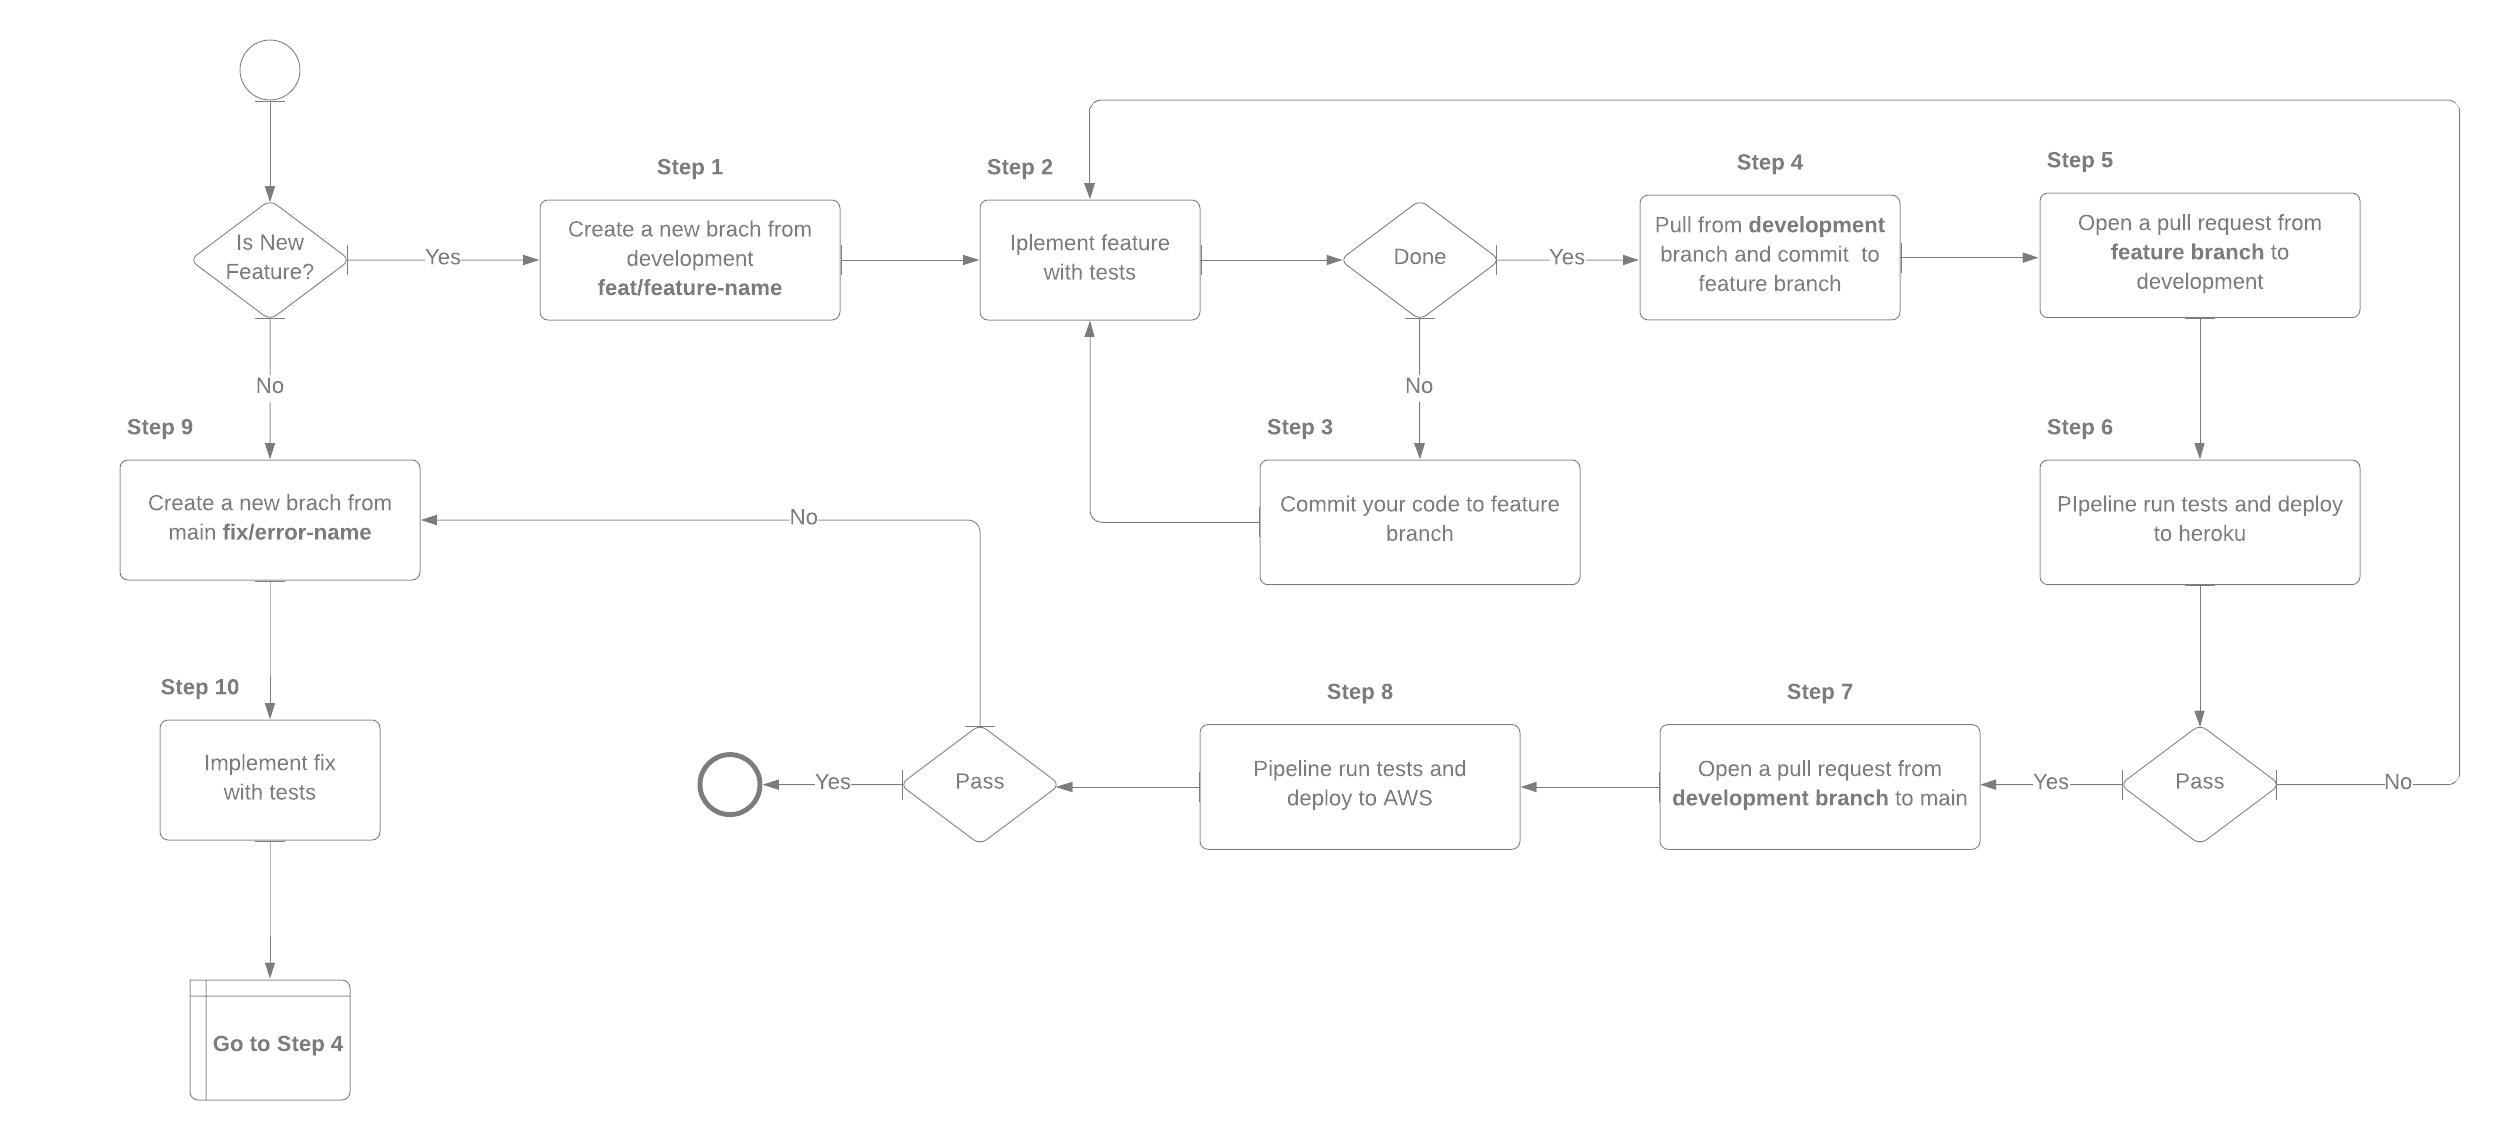 Is New
Feature?
Yes
Step 1
Create a new brach from
development
feat/feature-name
Step 2
Iplement feature
with tests
Done
Yes
Step 4
Pull from development
branch and commit  to
feature branch
Step 5
Open a pull request from
feature branch to
development
No
No
Step 9
Create a new brach from
main fix/error-name
No
Step 3
Commit your code to feature
branch
Step 6
PIpeline run tests and deploy
to heroku
Step 10
Implement fix
with tests
Yes
Pass
Step 8
Pipeline run tests and
deploy to AWS
Step 7
Open a pull request from
development branch to main
Yes
Pass
No
Go to Step 4